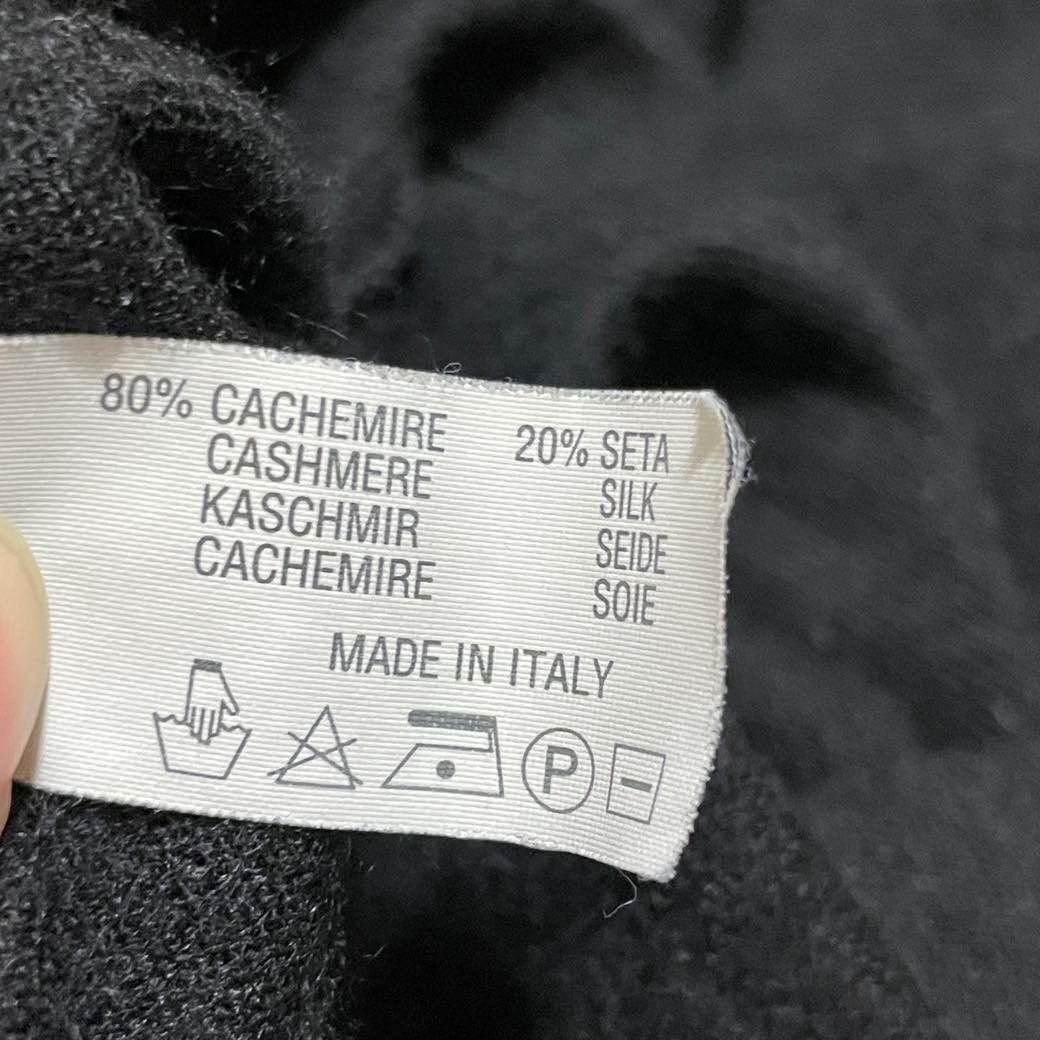 80% CACHEMIRE 20% SETA
CASHMERE SILK
KASCHMIR SEIDE
CACHEMIRE SOIE
MADE IN ITALY
P